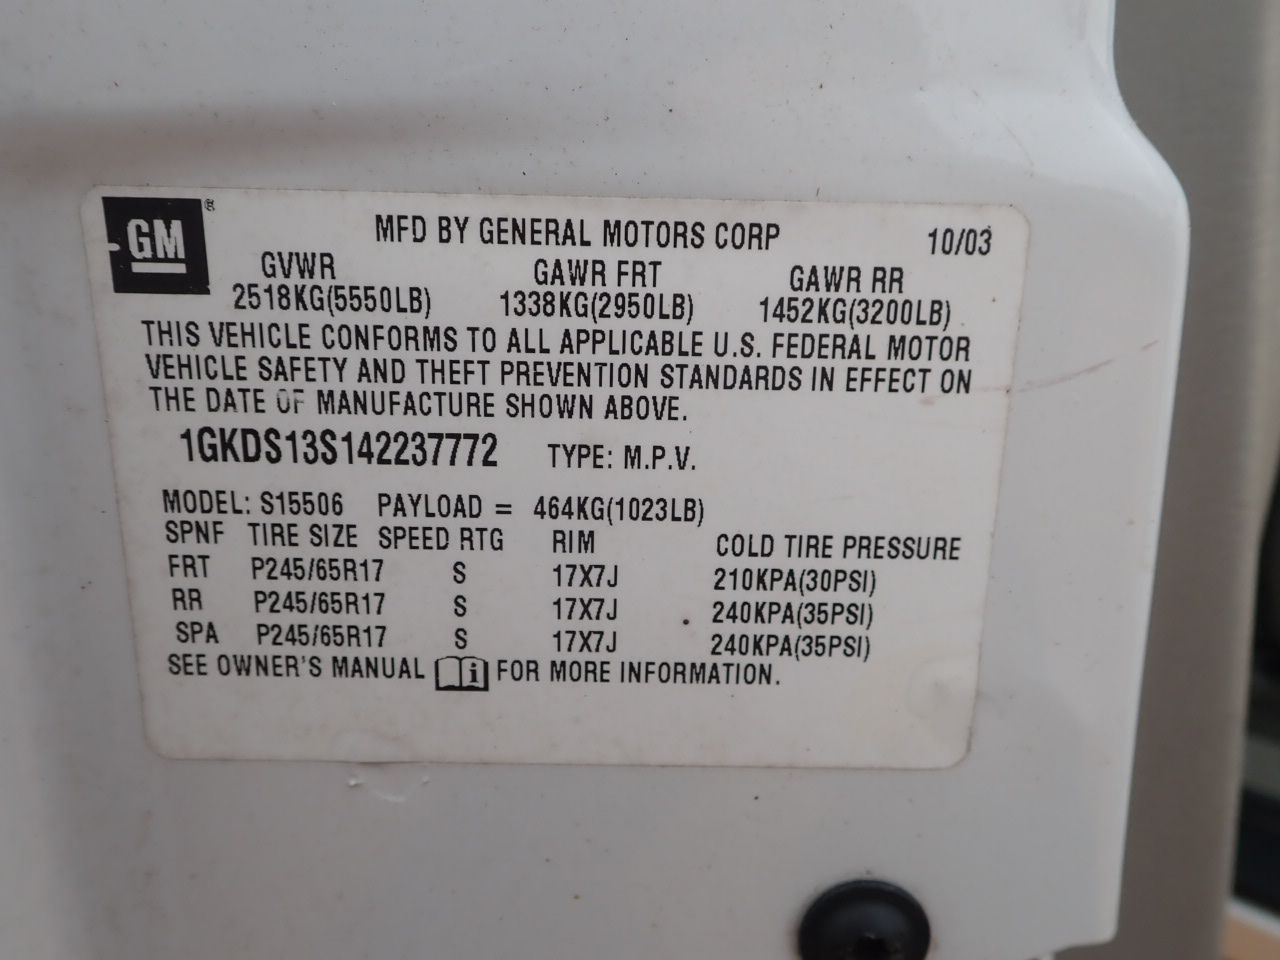 GM®
MFD BY GENERAL MOTORS CORP 10/03
GVWR GAWR FRT GAWR RR
2518KG(5550LB) 1338KG(2950LB) 1452KG(3200LB)
THIS VEHICLE CONFORMS TO ALL APPLICABLE U.S. FEDERAL MOTOR
VEHICLE SAFETY AND THEFT PREVENTION STANDARDS IN EFFECT ON
THE DATE OF MANUFACTURE SHOWN ABOVE.
1GKDS13S142237772 TYPE: M.P.V.
MODEL: S15506 PAYLOAD = 464KG(1023LB)
SPNF TIRE SIZE SPEED RTG RIM COLD TIRE PRESSURE
FRT P245/65R17 S 17X7J 210KPA(30PSI)
RR P245/65R17 S 17X7J 240KPA(35PSI)
SPA P245/65R17 S 17X7J 240KPA(35PSI)
SEE OWNER'S MANUAL i FOR MORE INFORMATION.